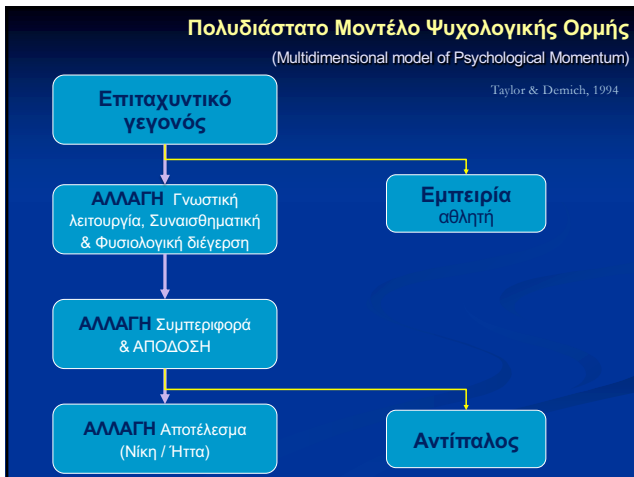 Πολυδιάστατο Μοντέλο Ψυχολογικής Ορμής
(Multidimensional model of Psychological Momentum)
Taylor & Demich, 1994
Επιταχυντικό
γεγονός
ΑΛΛΑΓΗ Γνωστική
λειτουργία, Συναισθηματική
& Φυσιολογική διέγερση
Εμπειρία
αθλητή
ΑΛΛΑΓΗ Συμπεριφορά
& ΑΠΟΔΟΣΗ
ΑΛΛΑΓΗ Αποτέλεσμα
(Νίκη / Ήττα)
Αντίπαλος